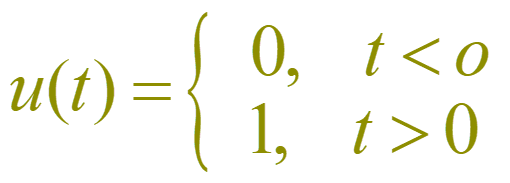 u(t) = { 0, t < o
1, t > 0